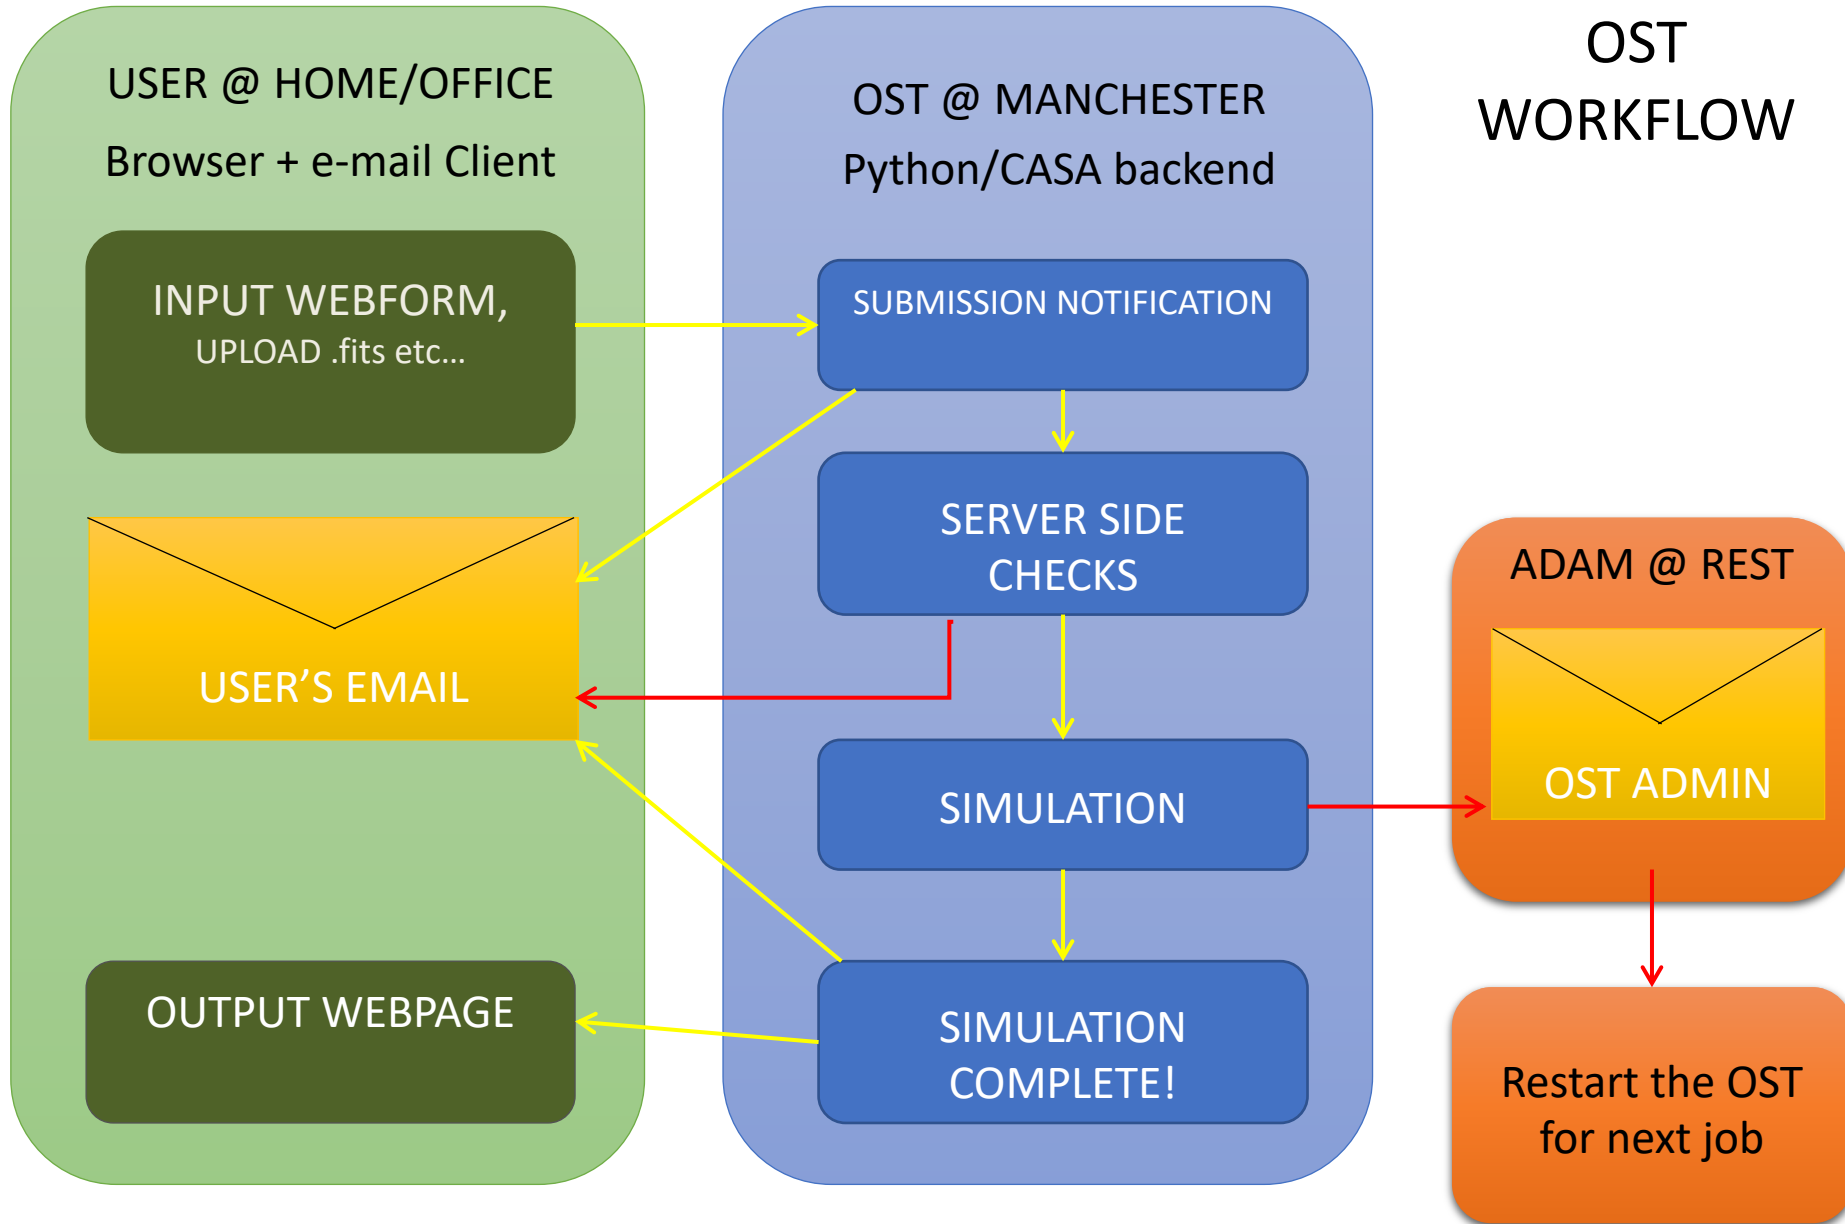 OST
WORKFLOW
USER @ HOME/OFFICE
Browser + e-mail Client
INPUT WEBFORM,
UPLOAD .fits etc…
USER’S EMAIL
OUTPUT WEBPAGE
OST @ MANCHESTER
Python/CASA backend
SUBMISSION NOTIFICATION
SERVER SIDE
CHECKS
SIMULATION
SIMULATION
COMPLETE!
ADAM @ REST
OST ADMIN
Restart the OST
for next job